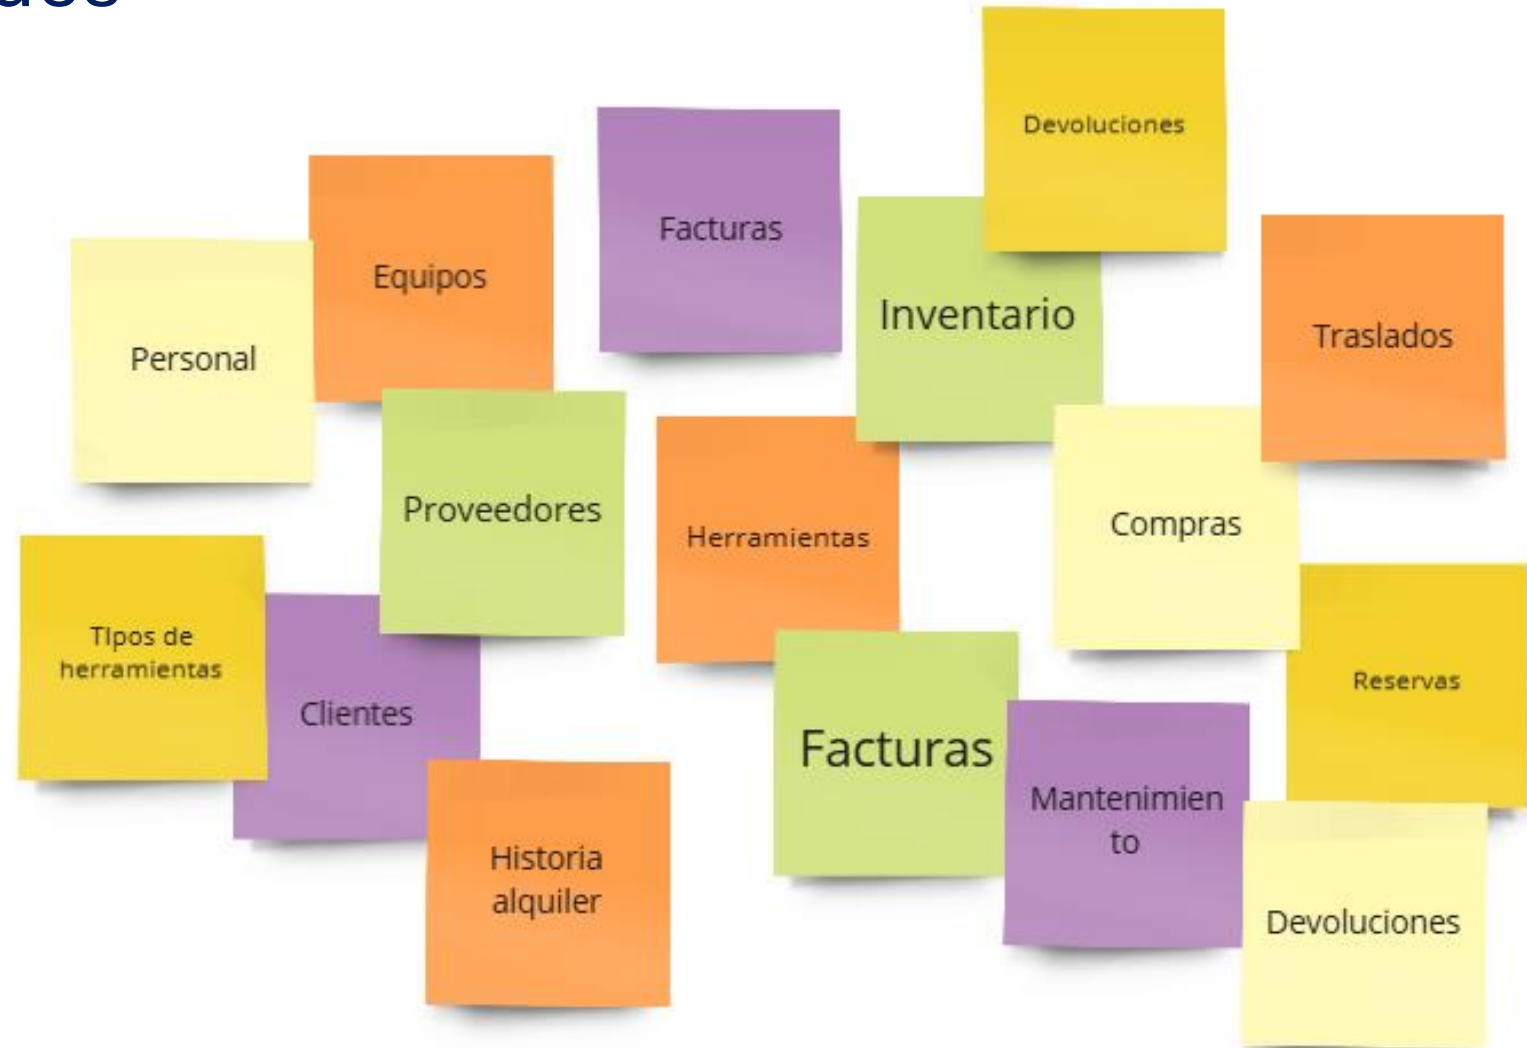 Devoluciones
Facturas
Equipos
Inventario
Traslados
Personal
Proveedores
Herramientas
Compras
TIpos de
herramientas
Clientes
Reservas
Facturas
Mantenimien
to
Historia
alquiler
Devoluciones